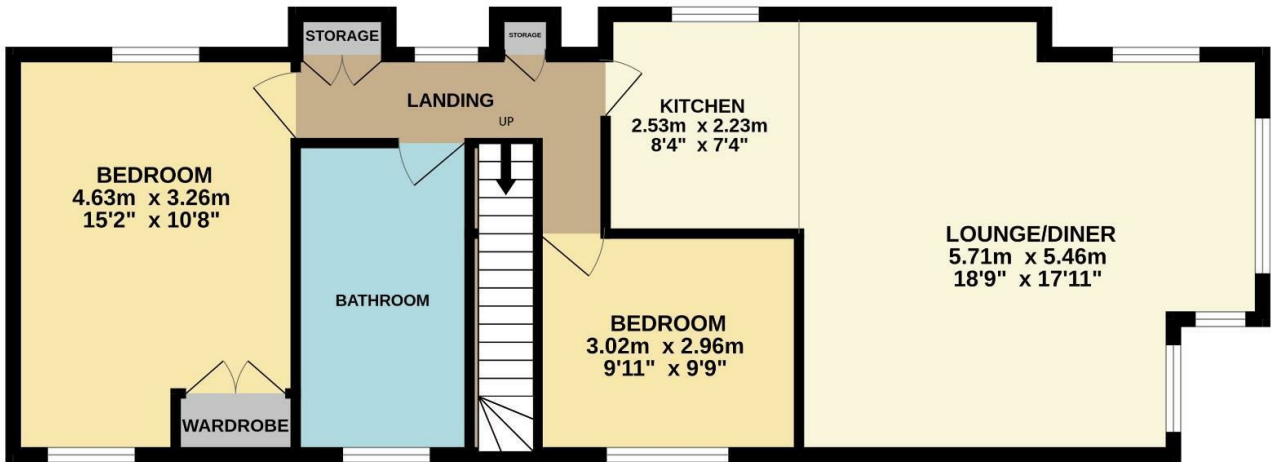 STORAGE
STORAGE
LANDING
UP
KITCHEN
2.53m x 2.23m
8'4" x 7'4"
BEDROOM
4.63m x 3.26m
15'2" x 10'8"
LOUNGE/DINER
5.71m x 5.46m
18'9" x 17'11"
BATHROOM
BEDROOM
3.02m x 2.96m
9'11" x 9'9"
WARDROBE